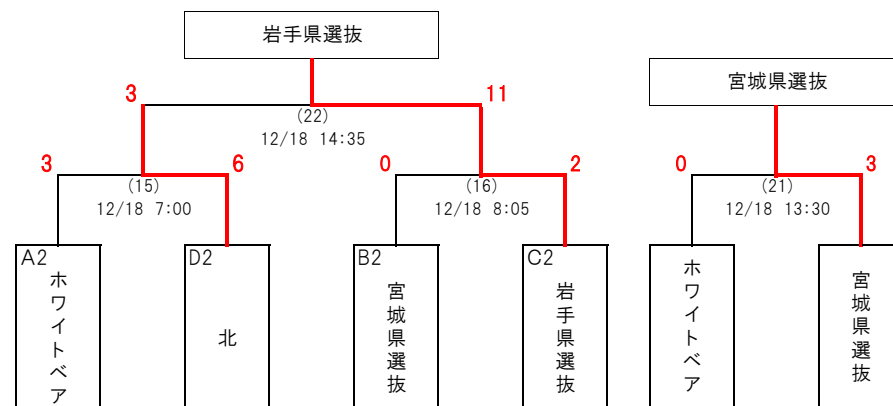 岩手県選抜
宮城県選抜
3
11
(22)
12/18 14:35
3
6
0
2
0
3
(15)
(16)
(21)
12/18 7:00
12/18 8:05
12/18 13:30
A2
ホワイトベア
D2
北
B2
宮城県選抜
C2
岩手県選抜
ホワイトベア
宮城県選抜